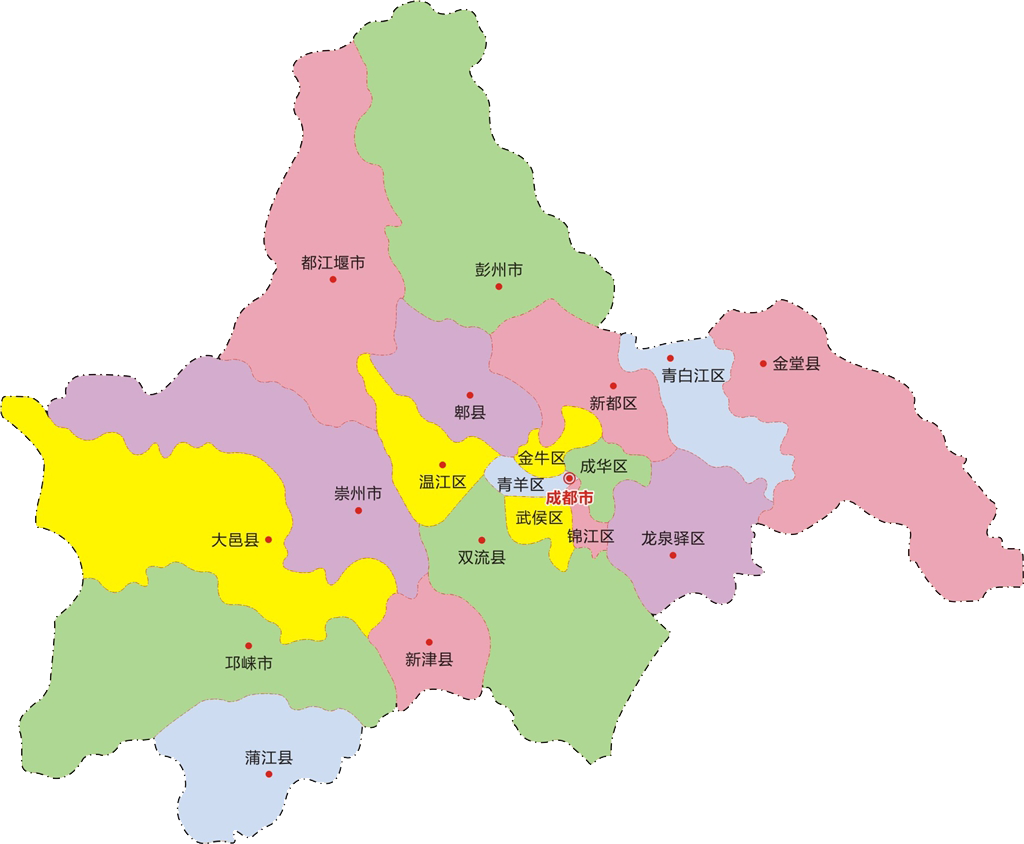 都江堰市
彭州市
青白江区
金堂县
新都区
郫县
金牛区
成华区
温江区
青羊区
崇州市
成都市
武侯区
锦江区
龙泉驿区
大邑县
双流县
新津县
邛崃市
蒲江县